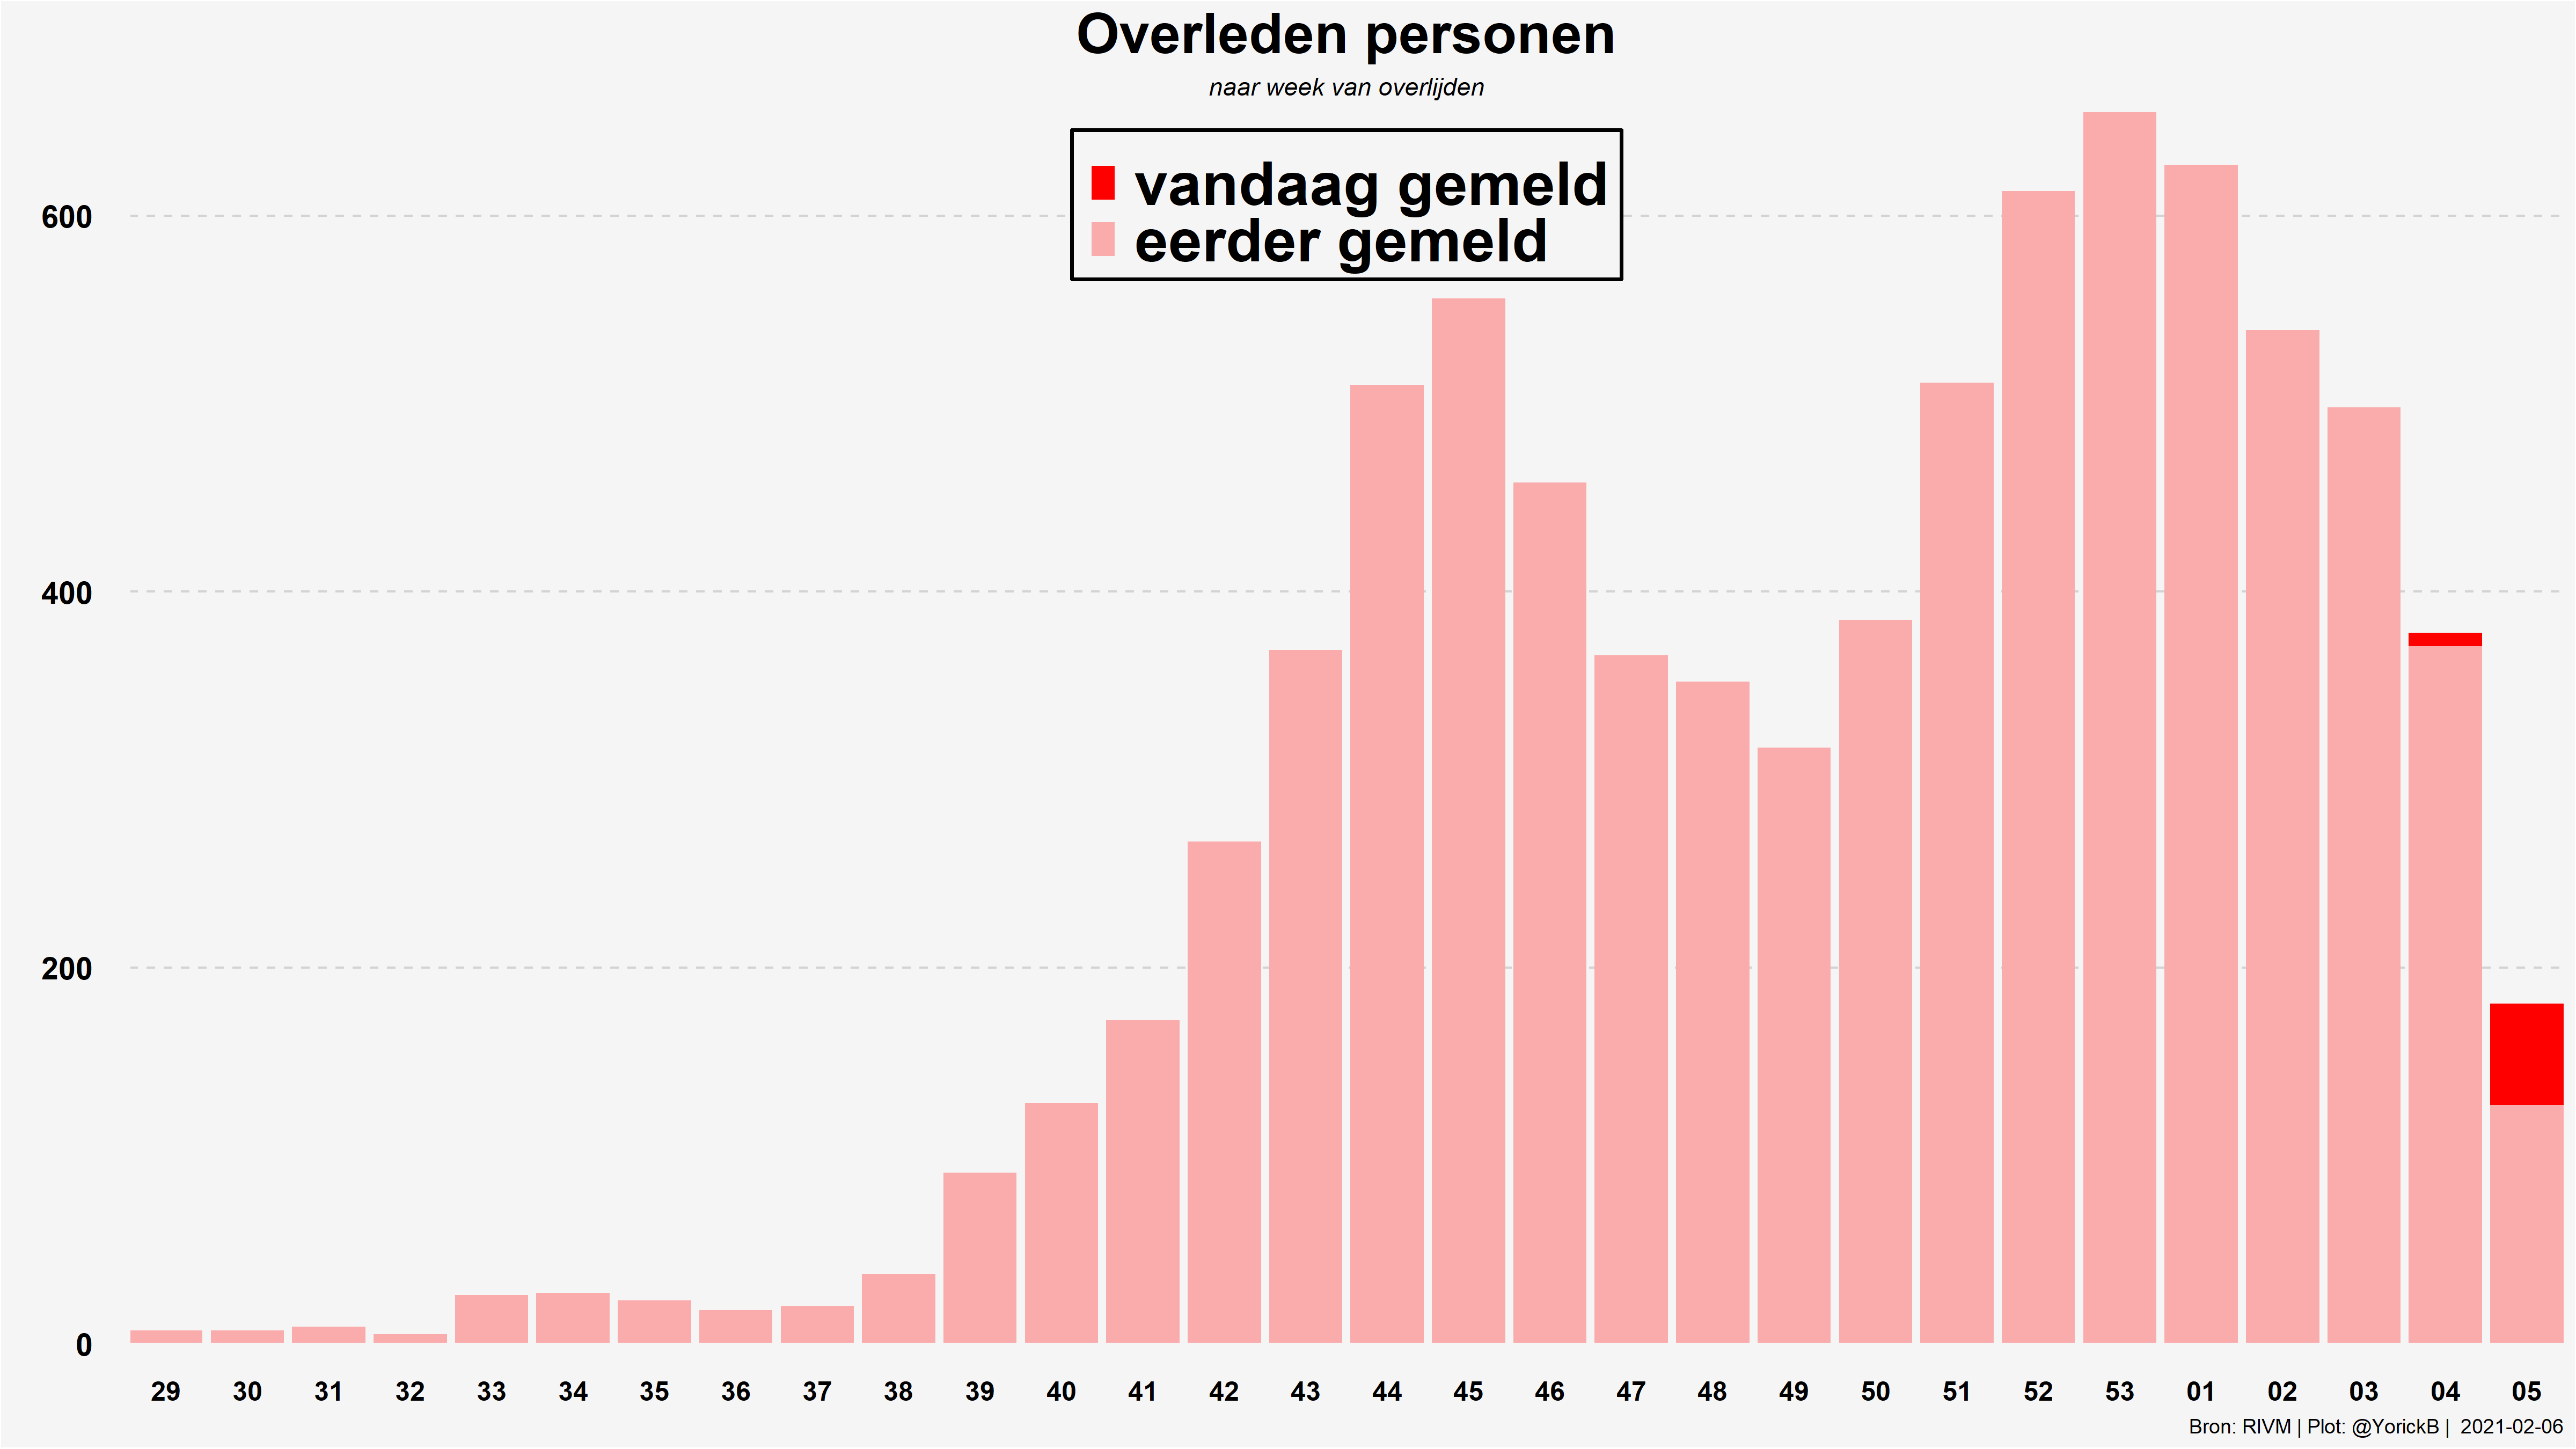 Overleden personen
naar week van overlijden
vandaag gemeld
eerder gemeld
600
400
200
0
29 30 31 32 33 34 35 36 37 38 39 40 41 42 43 44 45 46 47 48 49 50 51 52 53 01 02 03 04 05
Bron: RIVM | Plot: @YorickB | 2021-02-06